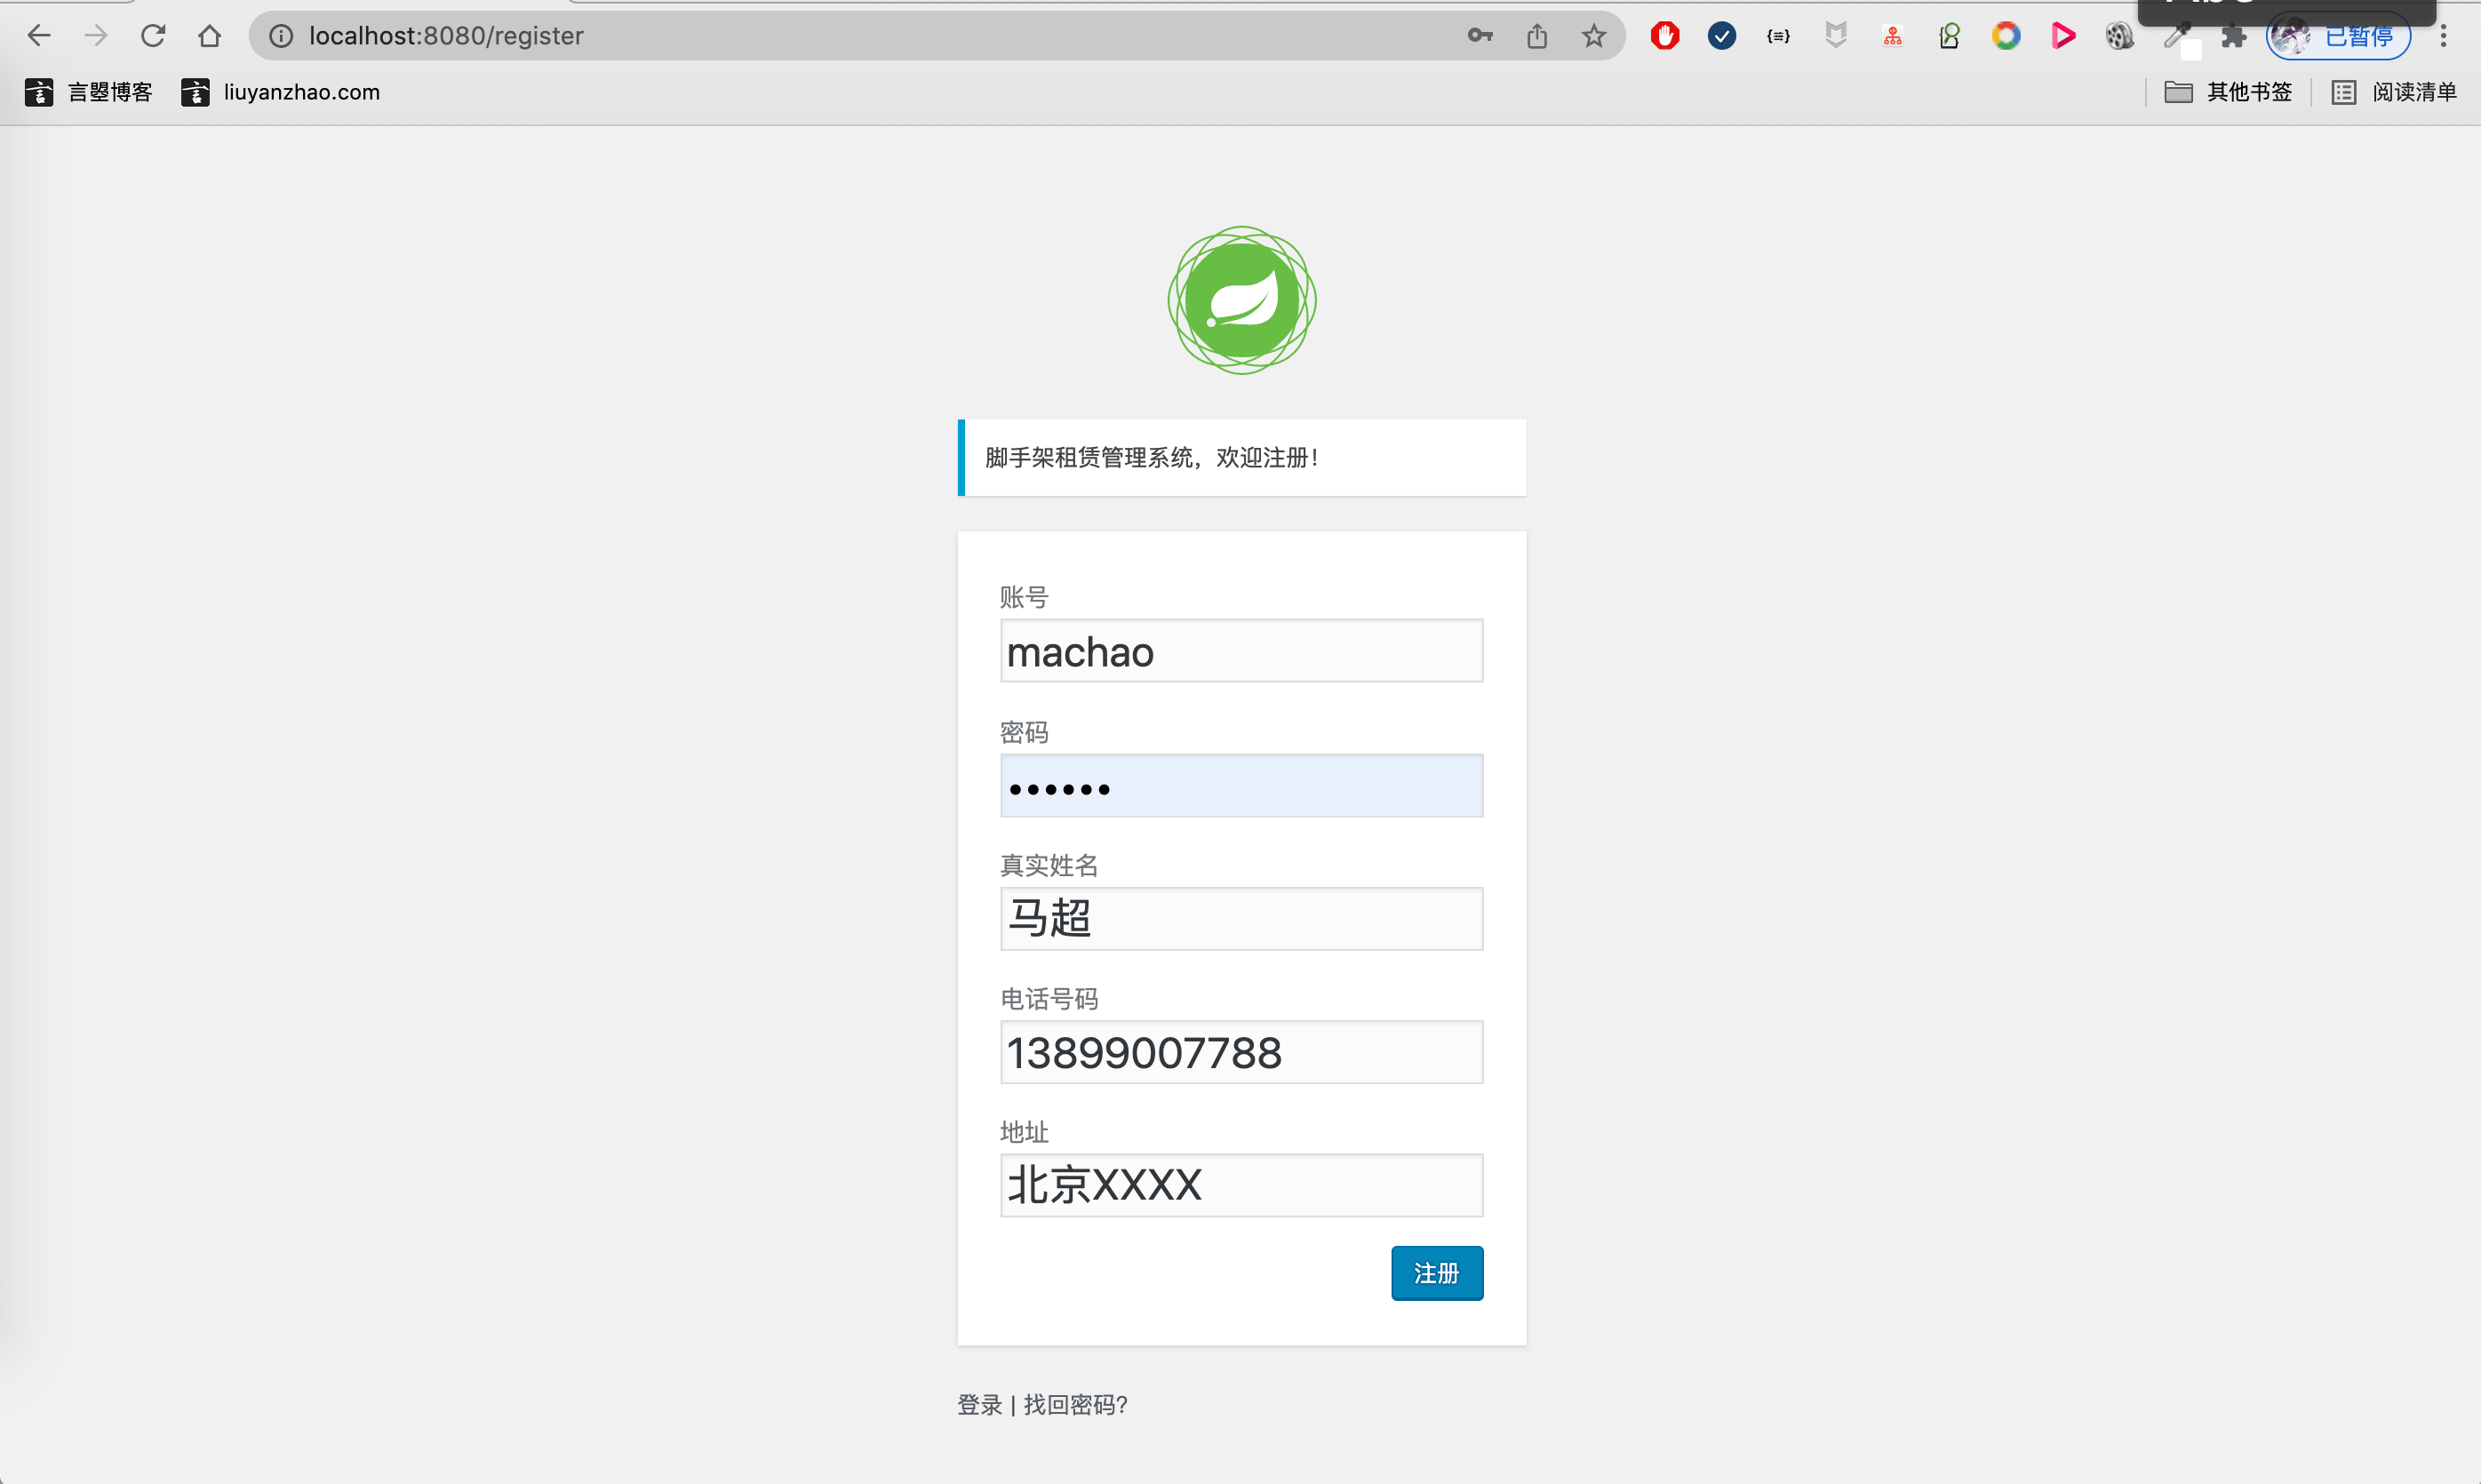 localhost:8080/register
已暂停
言曌博客
liuyanzhao.com
其他书签
阅读清单
脚手架租赁管理系统，欢迎注册！
账号
machao
密码
••••••
真实姓名
马超
电话号码
13899007788
地址
北京XXXX
注册
登录 | 找回密码?